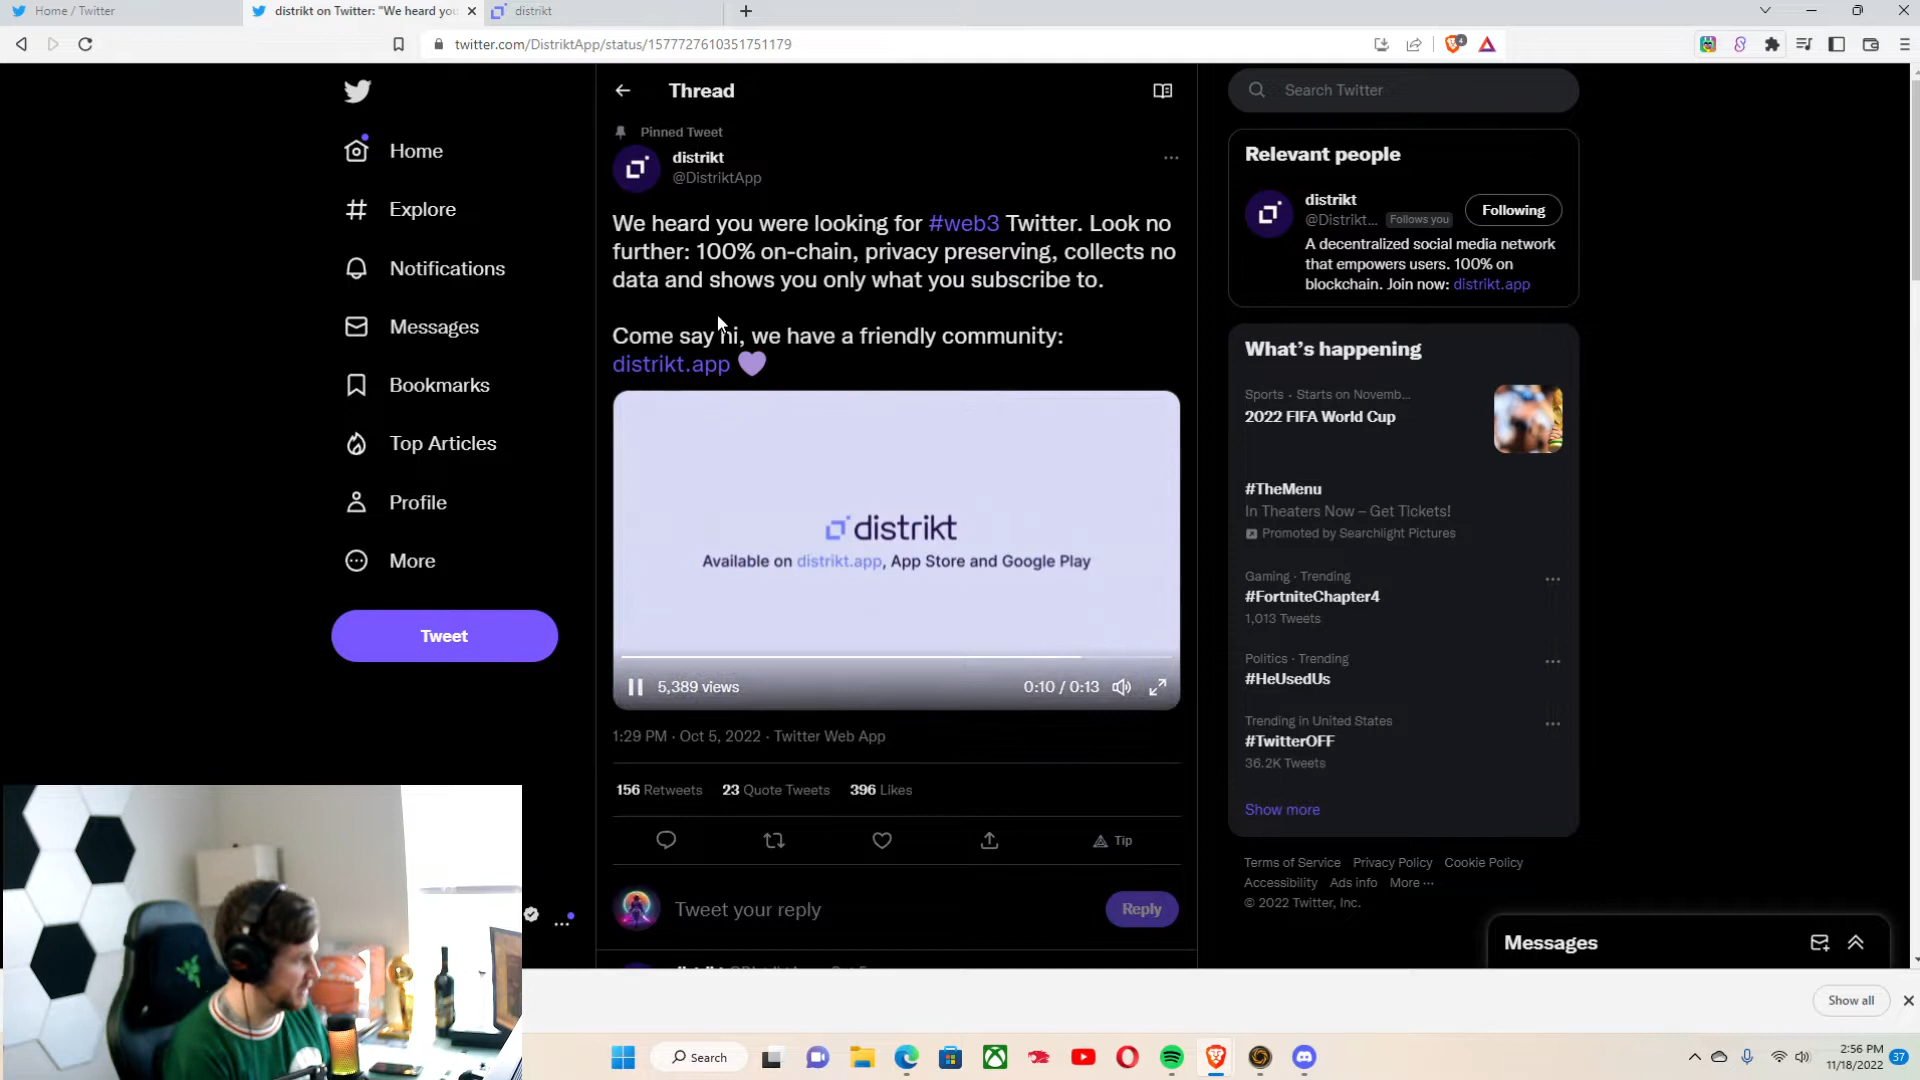 Home / Twitter
distrikt on Twitter: "We heard you
distrikt
twitter.com/DistriktApp/status/1577727610351751179
4
Home
Explore
Notifications
Messages
Bookmarks
Top Articles
Profile
More
Tweet
Thread
Pinned Tweet
distrikt
@DistriktApp
We heard you were looking for #web3 Twitter. Look no
further: 100% on-chain, privacy preserving, collects no
data and shows you only what you subscribe to.
Come say hi, we have a friendly community:
distrikt.app
distrikt
Available on distrikt.app, App Store and Google Play
5,389 views
0:10 / 0:13
1:29 PM · Oct 5, 2022 · Twitter Web App
156 Retweets 23 Quote Tweets 396 Likes
Tip
Tweet your reply
Reply
Search Twitter
Relevant people
distrikt
@Distrikt... Follows you
Following
A decentralized social media network
that empowers users. 100% on
blockchain. Join now: distrikt.app
What's happening
Sports · Starts on Novemb...
2022 FIFA World Cup
#TheMenu
In Theaters Now – Get Tickets!
Promoted by Searchlight Pictures
Gaming · Trending
#FortniteChapter4
1,013 Tweets
Politics · Trending
#HeUsedUs
Trending in United States
#TwitterOFF
36.2K Tweets
Show more
Terms of Service Privacy Policy Cookie Policy
Accessibility Ads info More ...
© 2022 Twitter, Inc.
Messages
Show all
Search
2:56 PM
11/18/2022
37